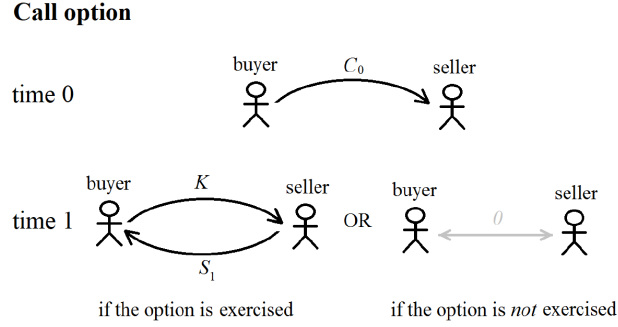 Call option
buyer C₀ seller
time 0
buyer K seller buyer seller
time 1 OR 0
S₁
if the option is exercised if the option is not exercised